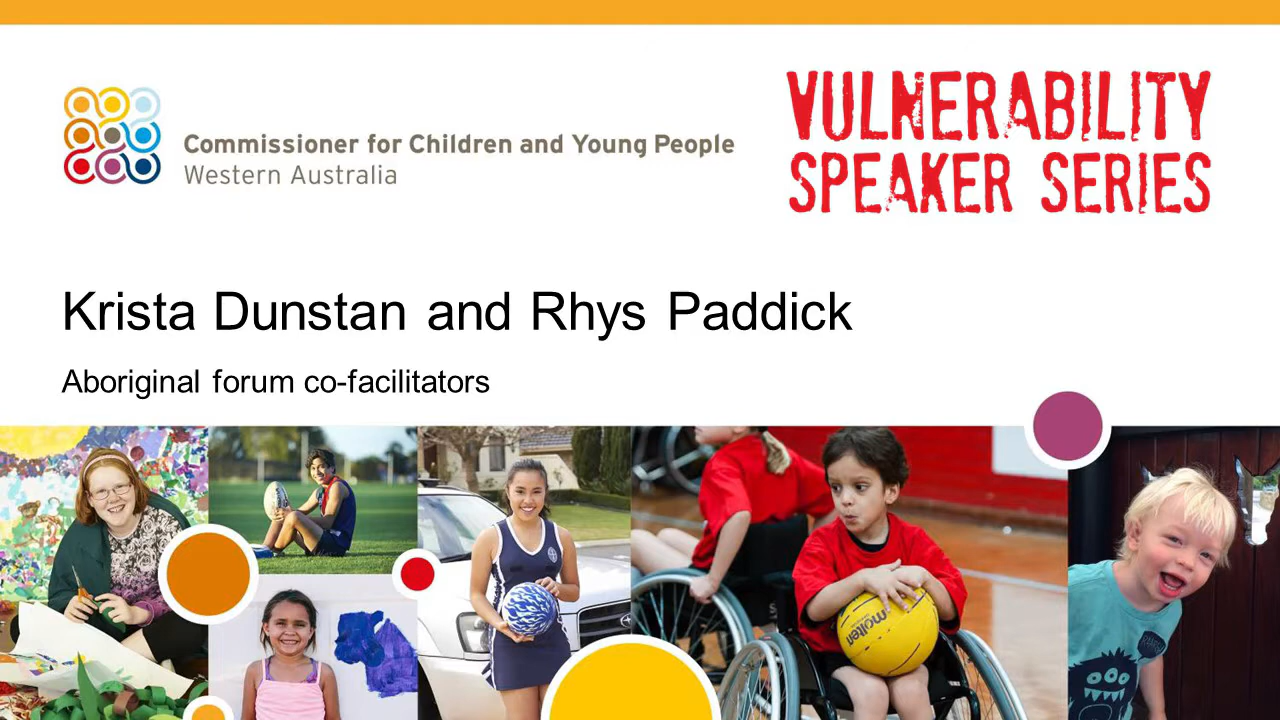 Commissioner for Children and Young People
Western Australia
VULNERABILITY
SPEAKER SERIES
Krista Dunstan and Rhys Paddick
Aboriginal forum co-facilitators
molten